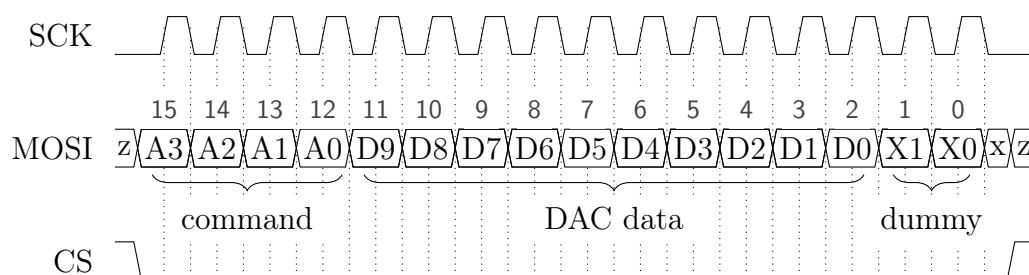 SCK
15 14 13 12 11 10 9 8 7 6 5 4 3 2 1 0
MOSI z A3 A2 A1 A0 D9 D8 D7 D6 D5 D4 D3 D2 D1 D0 X1 X0 x z
command DAC data dummy
CS